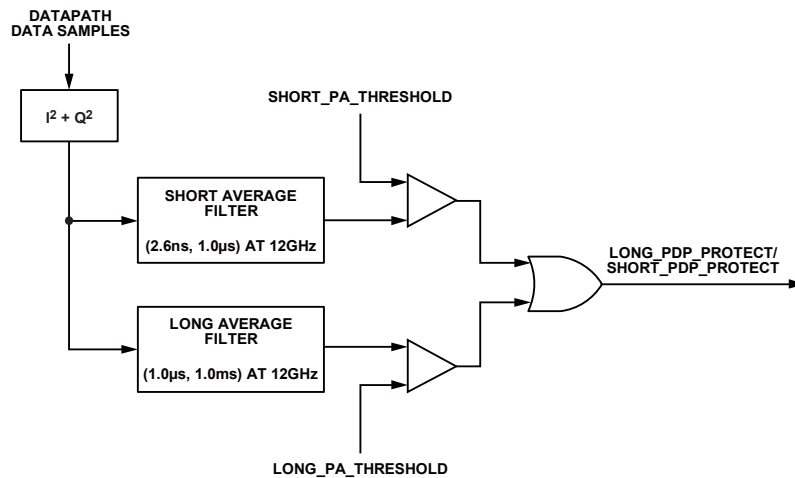 DATAPATH
DATA SAMPLES
I² + Q²
SHORT_PA_THRESHOLD
SHORT AVERAGE
FILTER
(2.6ns, 1.0µs) AT 12GHz
LONG_PDP_PROTECT/
SHORT_PDP_PROTECT
LONG AVERAGE
FILTER
(1.0µs, 1.0ms) AT 12GHz
LONG_PA_THRESHOLD